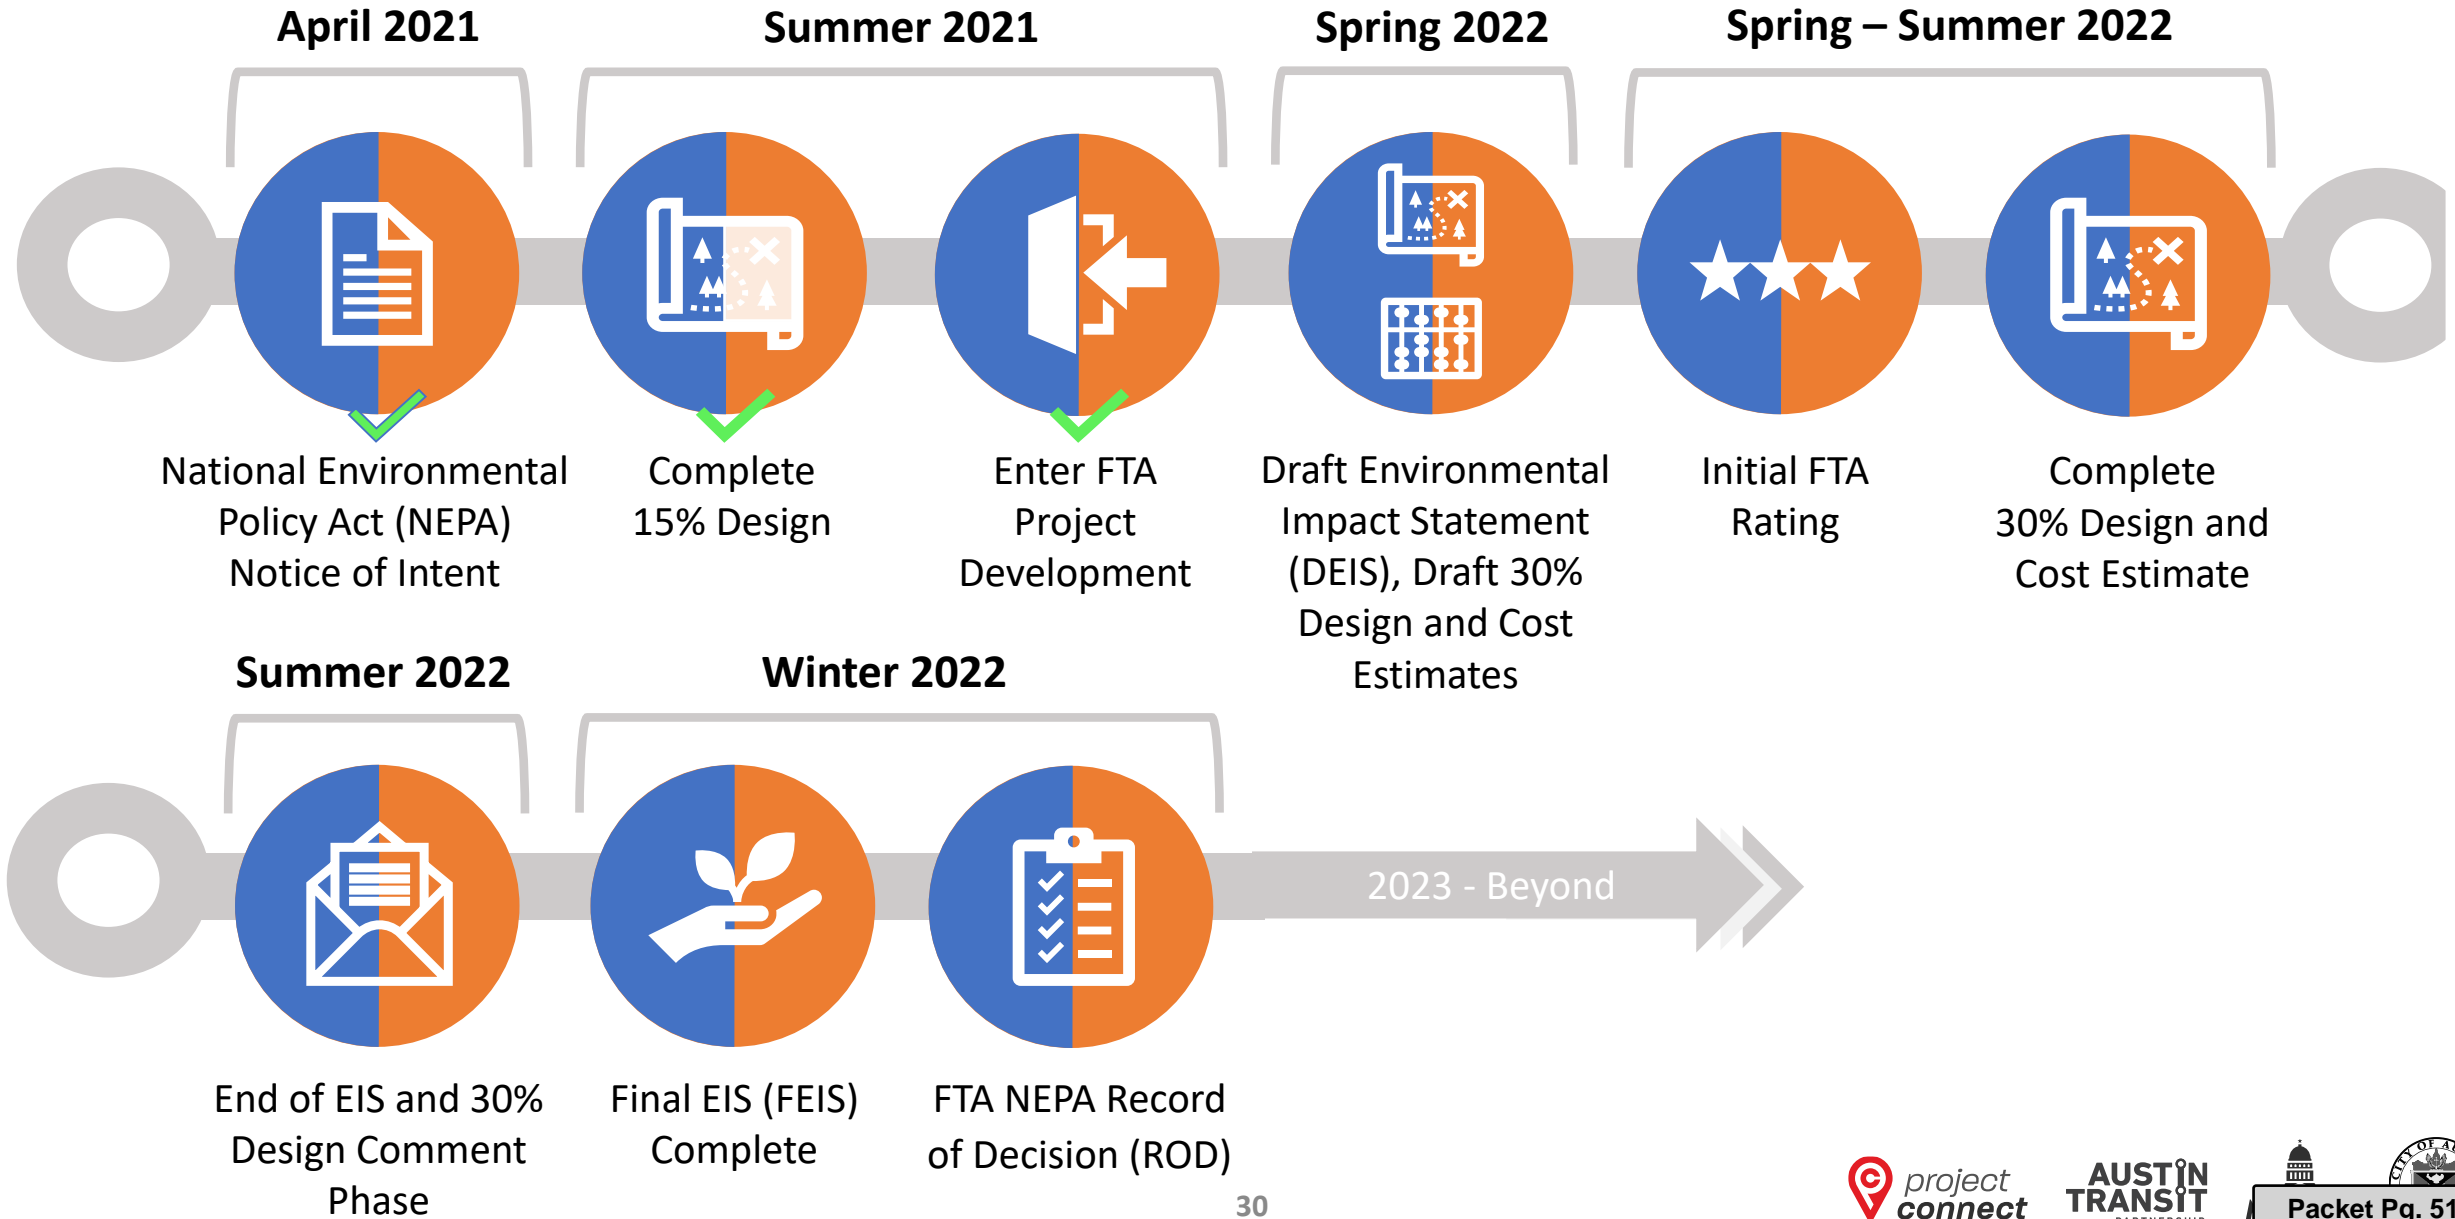 April 2021
Summer 2021
Spring 2022
Spring – Summer 2022
National Environmental
Policy Act (NEPA)
Notice of Intent
Complete
15% Design
Enter FTA
Project
Development
Draft Environmental
Impact Statement
(DEIS), Draft 30%
Design and Cost
Estimates
Initial FTA
Rating
Complete
30% Design and
Cost Estimate
Summer 2022
Winter 2022
2023 - Beyond
End of EIS and 30%
Design Comment
Phase
Final EIS (FEIS)
Complete
FTA NEPA Record
of Decision (ROD)
30
project
connect
AUSTIN
TRANSIT
CITY OF
Packet Pg. 51